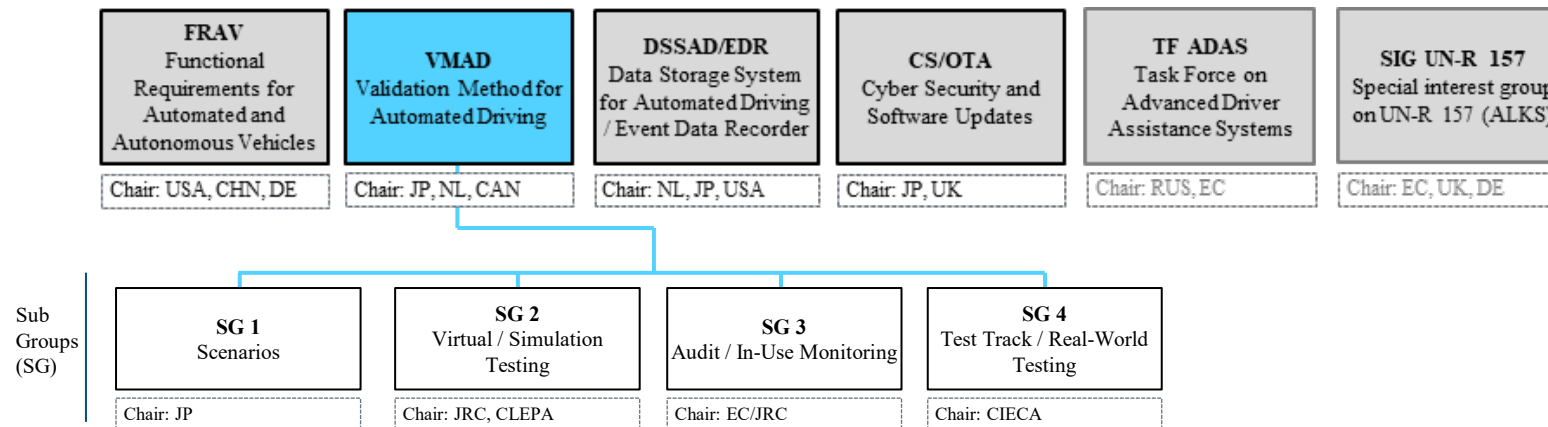 FRAV
Functional
Requirements for
Automated and
Autonomous Vehicles
Chair: USA, CHN, DE
VMAD
Validation Method for
Automated Driving
Chair: JP, NL, CAN
DSSAD/EDR
Data Storage System
for Automated Driving
/ Event Data Recorder
Chair: NL, JP, USA
CS/OTA
Cyber Security and
Software Updates
Chair: JP, UK
TF ADAS
Task Force on
Advanced Driver
Assistance Systems
Chair: RUS, EC
SIG UN-R 157
Special interest group
on UN-R 157 (ALKS)
Chair: EC, UK, DE
Sub
Groups
(SG)
SG 1
Scenarios
Chair: JP
SG 2
Virtual / Simulation
Testing
Chair: JRC, CLEPA
SG 3
Audit / In-Use Monitoring
Chair: EC/JRC
SG 4
Test Track / Real-World
Testing
Chair: CIECA